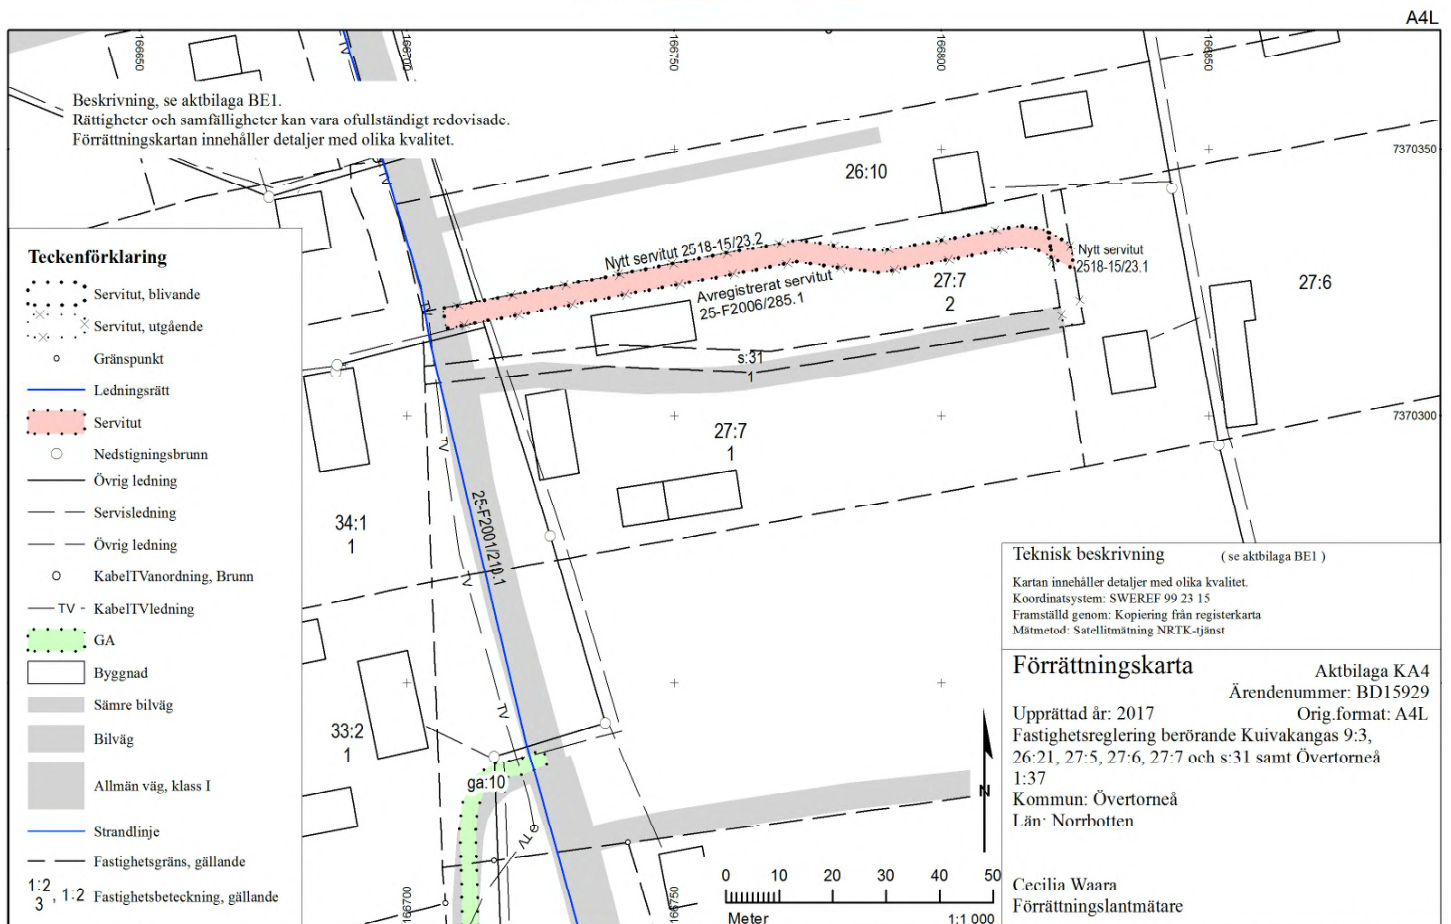 A4L
166650
166700
166750
166800
166850
TV
Beskrivning, se aktbilaga BE1.
Rättigheter och samfälligheter kan vara ofullständigt redovisade.
Förrättningskartan innehåller detaljer med olika kvalitet.
7370350
26:10
TV
Nytt servitut 2518-15/23.2
Nytt servitut
2518-15/23.1
Avregistrerat servitut
25-F2006/285.1
27:7
2
27:6
TV
s:31
1
7370300
27:7
1
TV
25-F2001/210.1
34:1
1
TV
TV
33:2
1
ga:10
TV
166700
166750
Teckenförklaring
Servitut, blivande
Servitut, utgående
Gränspunkt
Ledningsrätt
Servitut
Nedstigningsbrunn
Övrig ledning
Servisledning
Övrig ledning
KabelTVanordning, Brunn
TV KabelTVledning
GA
Byggnad
Sämre bilväg
Bilväg
Allmän väg, klass I
Strandlinje
Fastighetsgräns, gällande
1:2
3 , 1:2 Fastighetsbeteckning, gällande
N
0 10 20 30 40 50
Meter 1:1 000
Teknisk beskrivning ( se aktbilaga BE1 )
Kartan innehåller detaljer med olika kvalitet.
Koordinatsystem: SWEREF 99 23 15
Framställd genom: Kopiering från registerkarta
Mätmetod: Satellitmätning NRTK-tjänst
Förrättningskarta Aktbilaga KA4
Ärendenummer: BD15929
Upprättad år: 2017 Orig.format: A4L
Fastighetsreglering berörande Kuivakangas 9:3,
26:21, 27:5, 27:6, 27:7 och s:31 samt Övertorneå
1:37
Kommun: Övertorneå
Län: Norrbotten
Cecilia Waara
Förrättningslantmätare